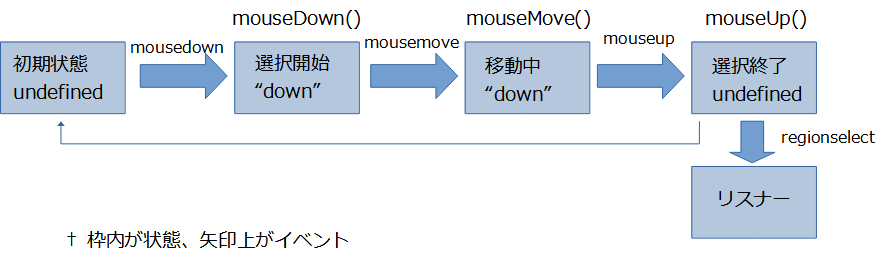 mouseDown()
mouseMove()
mouseUp()
mousedown
mousemove
mouseup
初期状態
undefined
選択開始
“down”
移動中
“down”
選択終了
undefined
regionselect
リスナー
† 枠内が状態、矢印上がイベント